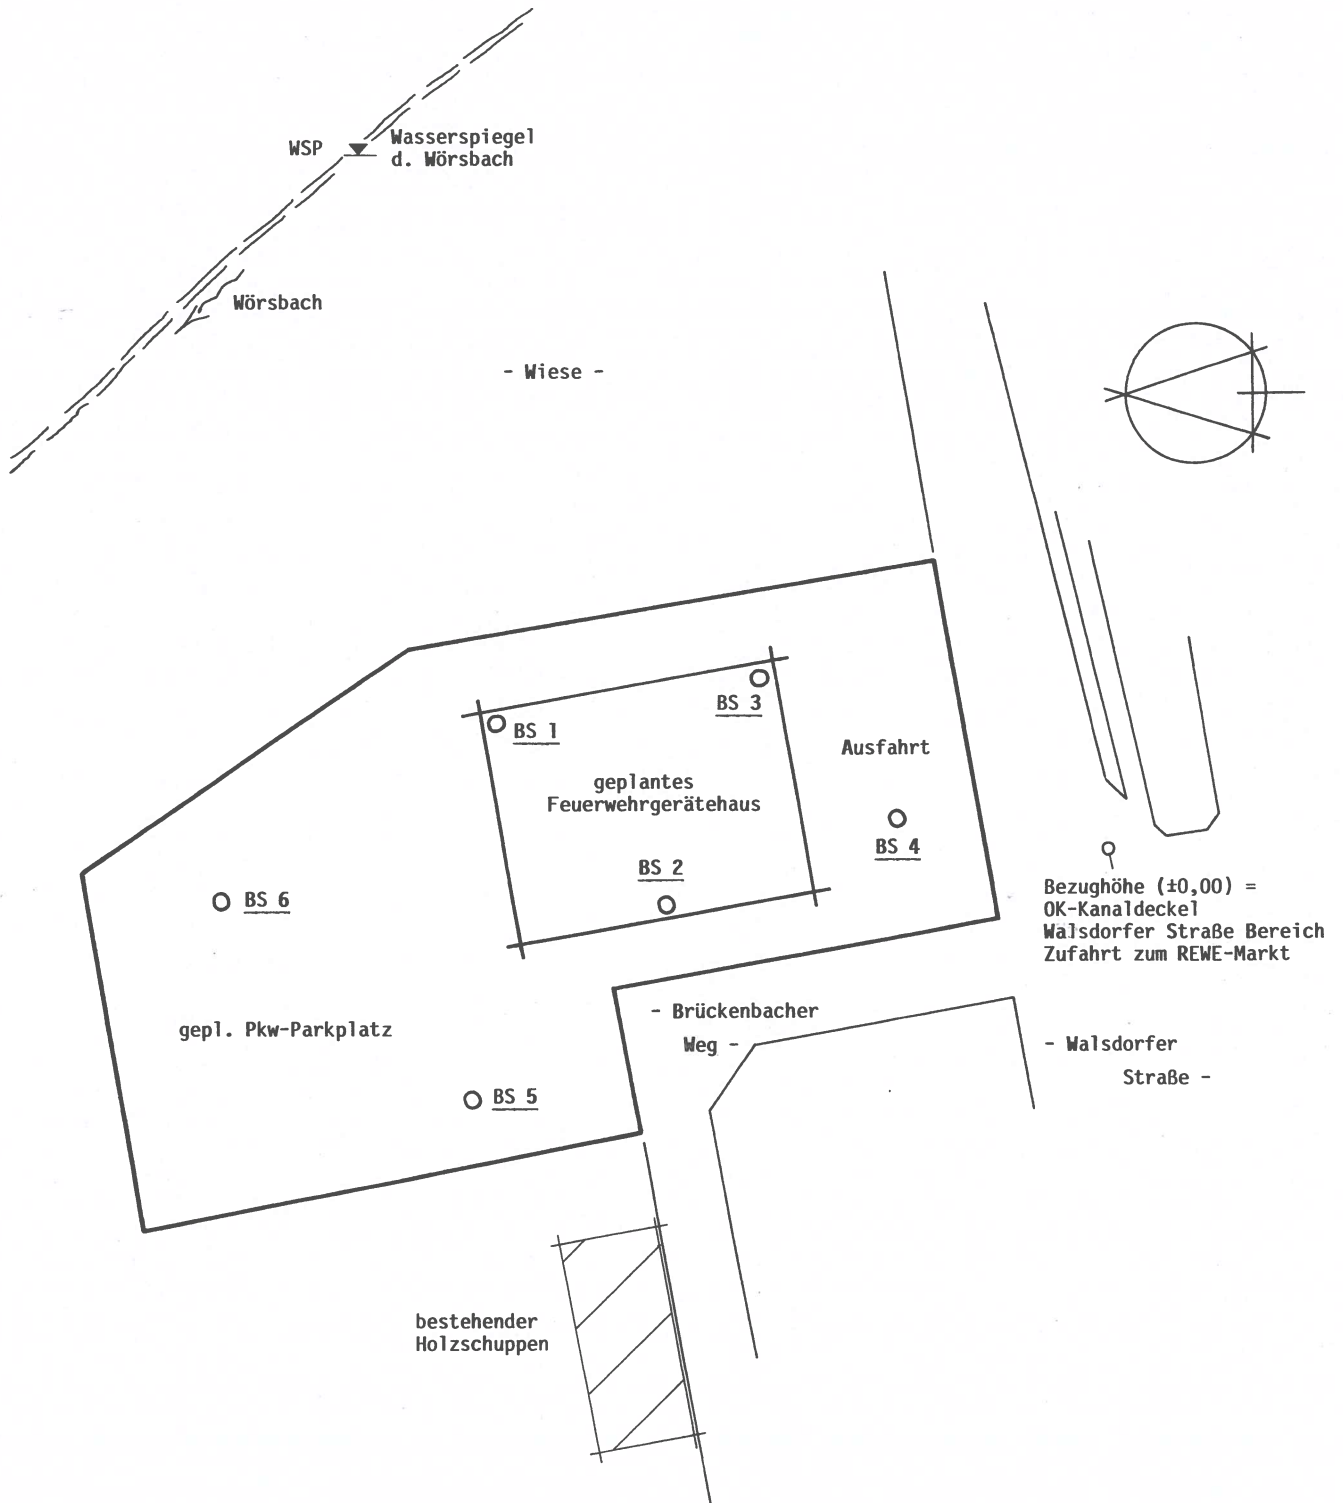 WSP
Wasserspiegel
d. Wörsbach
Wörsbach
- Wiese -
BS 3
BS 1
Ausfahrt
geplantes
Feuerwehrgerätehaus
BS 4
BS 2
BS 6
Bezughöhe (±0,00) =
OK-Kanaldeckel
Walsdorfer Straße Bereich
Zufahrt zum REWE-Markt
- Brückenbacher
Weg -
gepl. Pkw-Parkplatz
- Walsdorfer
Straße -
BS 5
bestehender
Holzschuppen